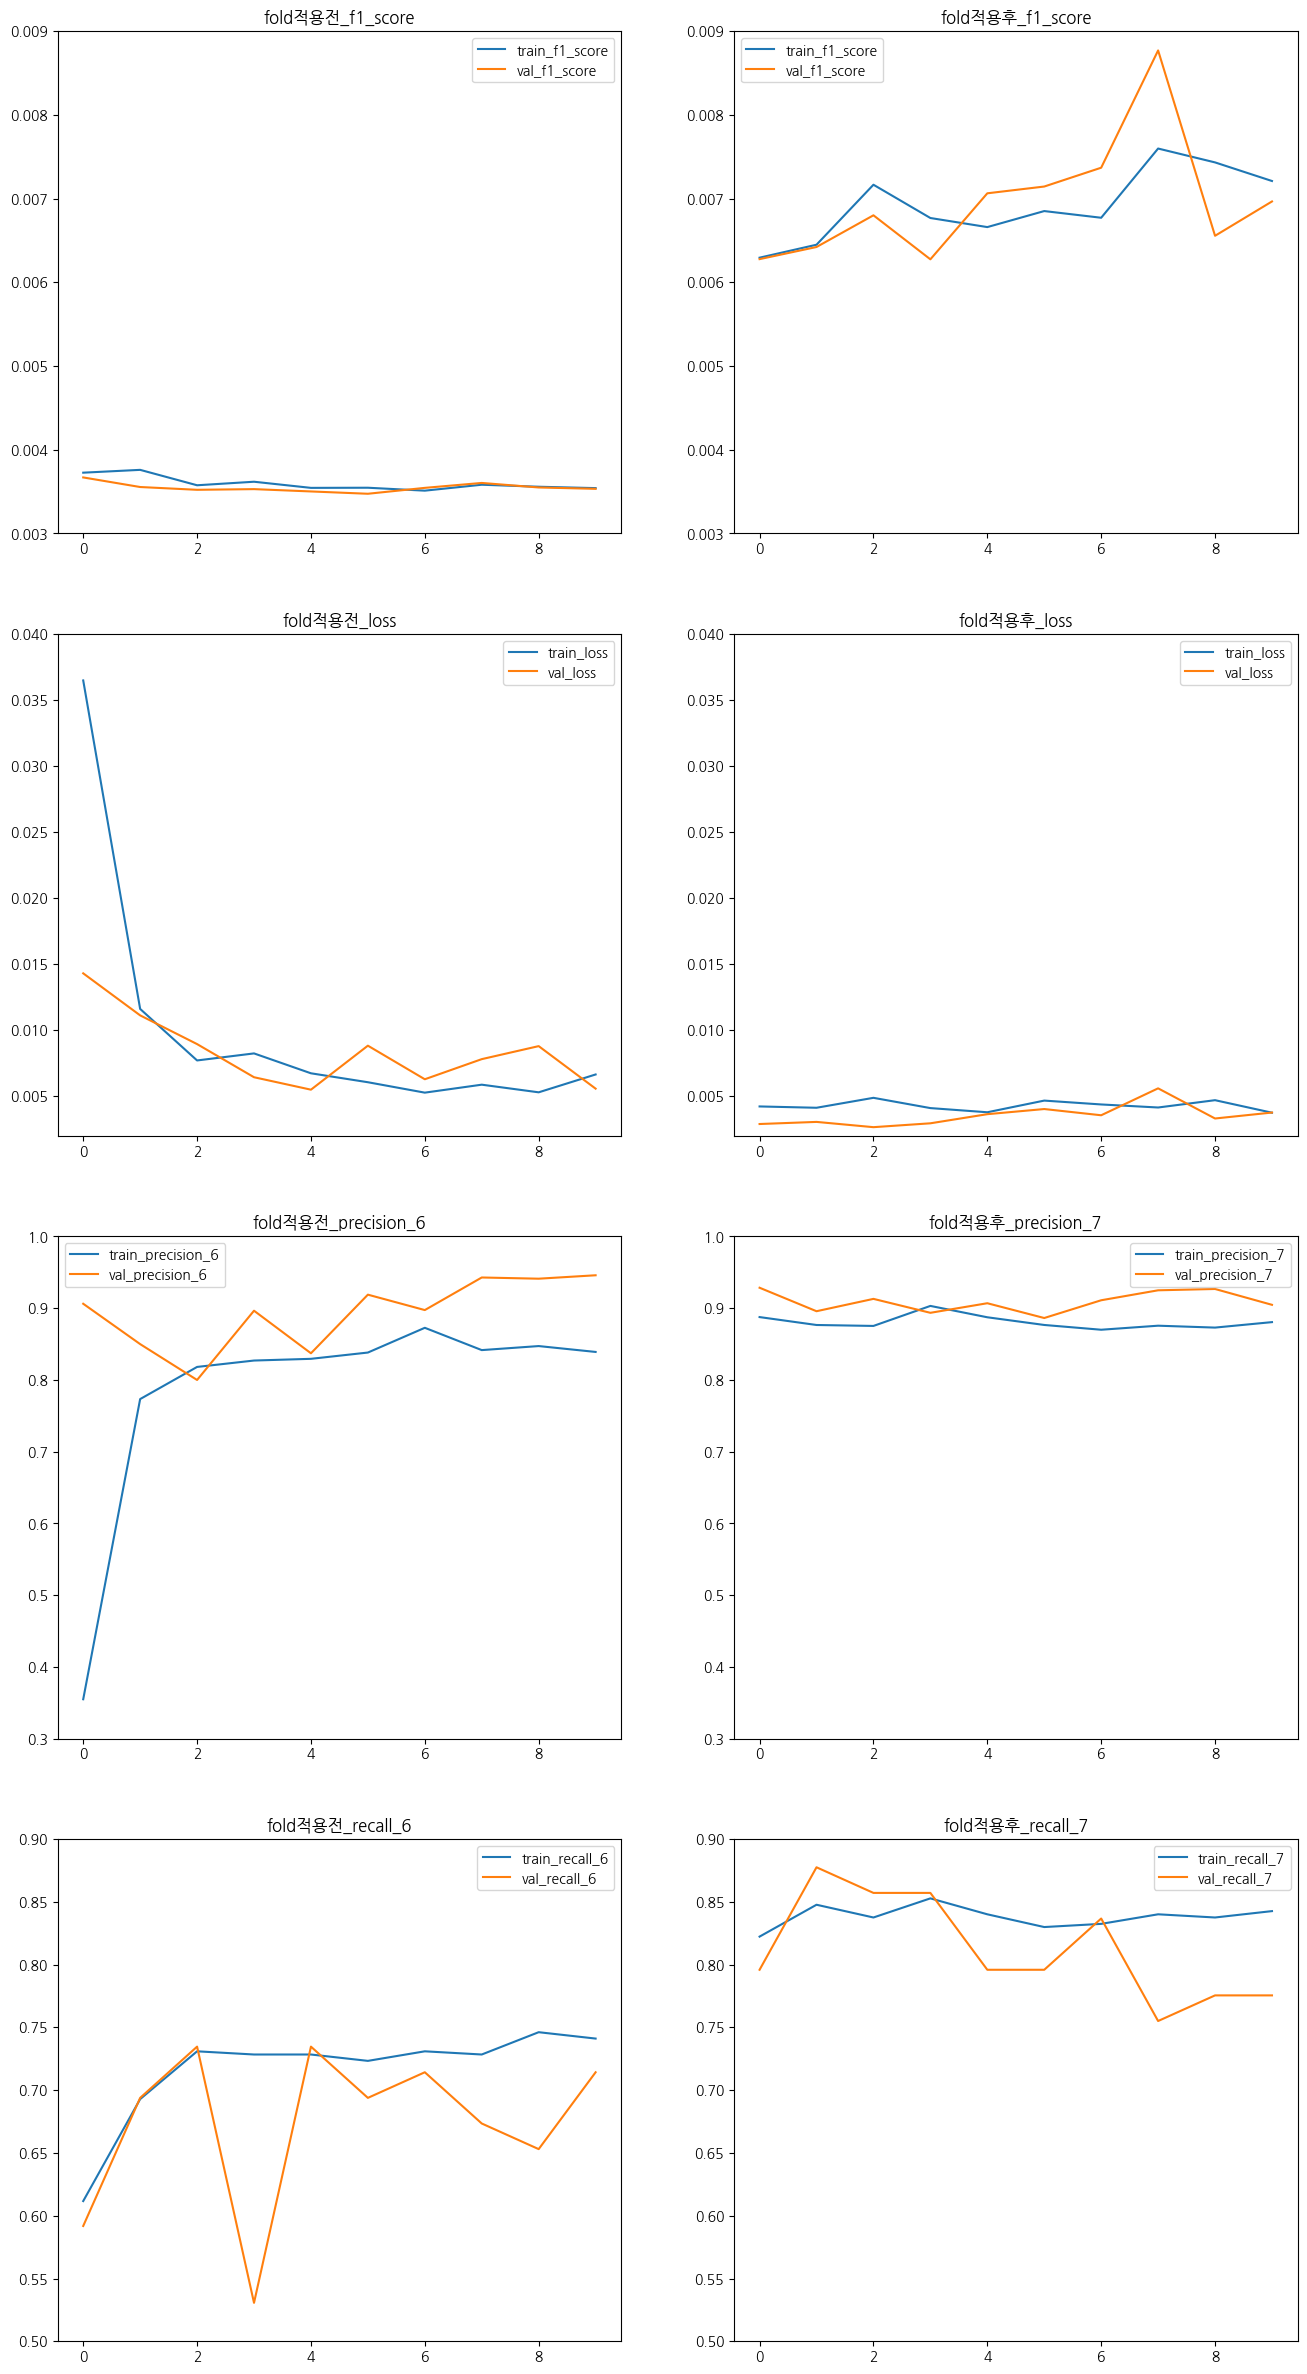 fold적용전_f1_score
train_f1_score
val_f1_score
0.009
0.008
0.007
0.006
0.005
0.004
0.003
0 2 4 6 8
fold적용후_f1_score
train_f1_score
val_f1_score
0.009
0.008
0.007
0.006
0.005
0.004
0.003
0 2 4 6 8
fold적용전_loss
train_loss
val_loss
0.040
0.035
0.030
0.025
0.020
0.015
0.010
0.005
0 2 4 6 8
fold적용후_loss
train_loss
val_loss
0.040
0.035
0.030
0.025
0.020
0.015
0.010
0.005
0 2 4 6 8
fold적용전_precision_6
train_precision_6
val_precision_6
1.0
0.9
0.8
0.7
0.6
0.5
0.4
0.3
0 2 4 6 8
fold적용후_precision_7
train_precision_7
val_precision_7
1.0
0.9
0.8
0.7
0.6
0.5
0.4
0.3
0 2 4 6 8
fold적용전_recall_6
train_recall_6
val_recall_6
0.90
0.85
0.80
0.75
0.70
0.65
0.60
0.55
0.50
0 2 4 6 8
fold적용후_recall_7
train_recall_7
val_recall_7
0.90
0.85
0.80
0.75
0.70
0.65
0.60
0.55
0.50
0 2 4 6 8